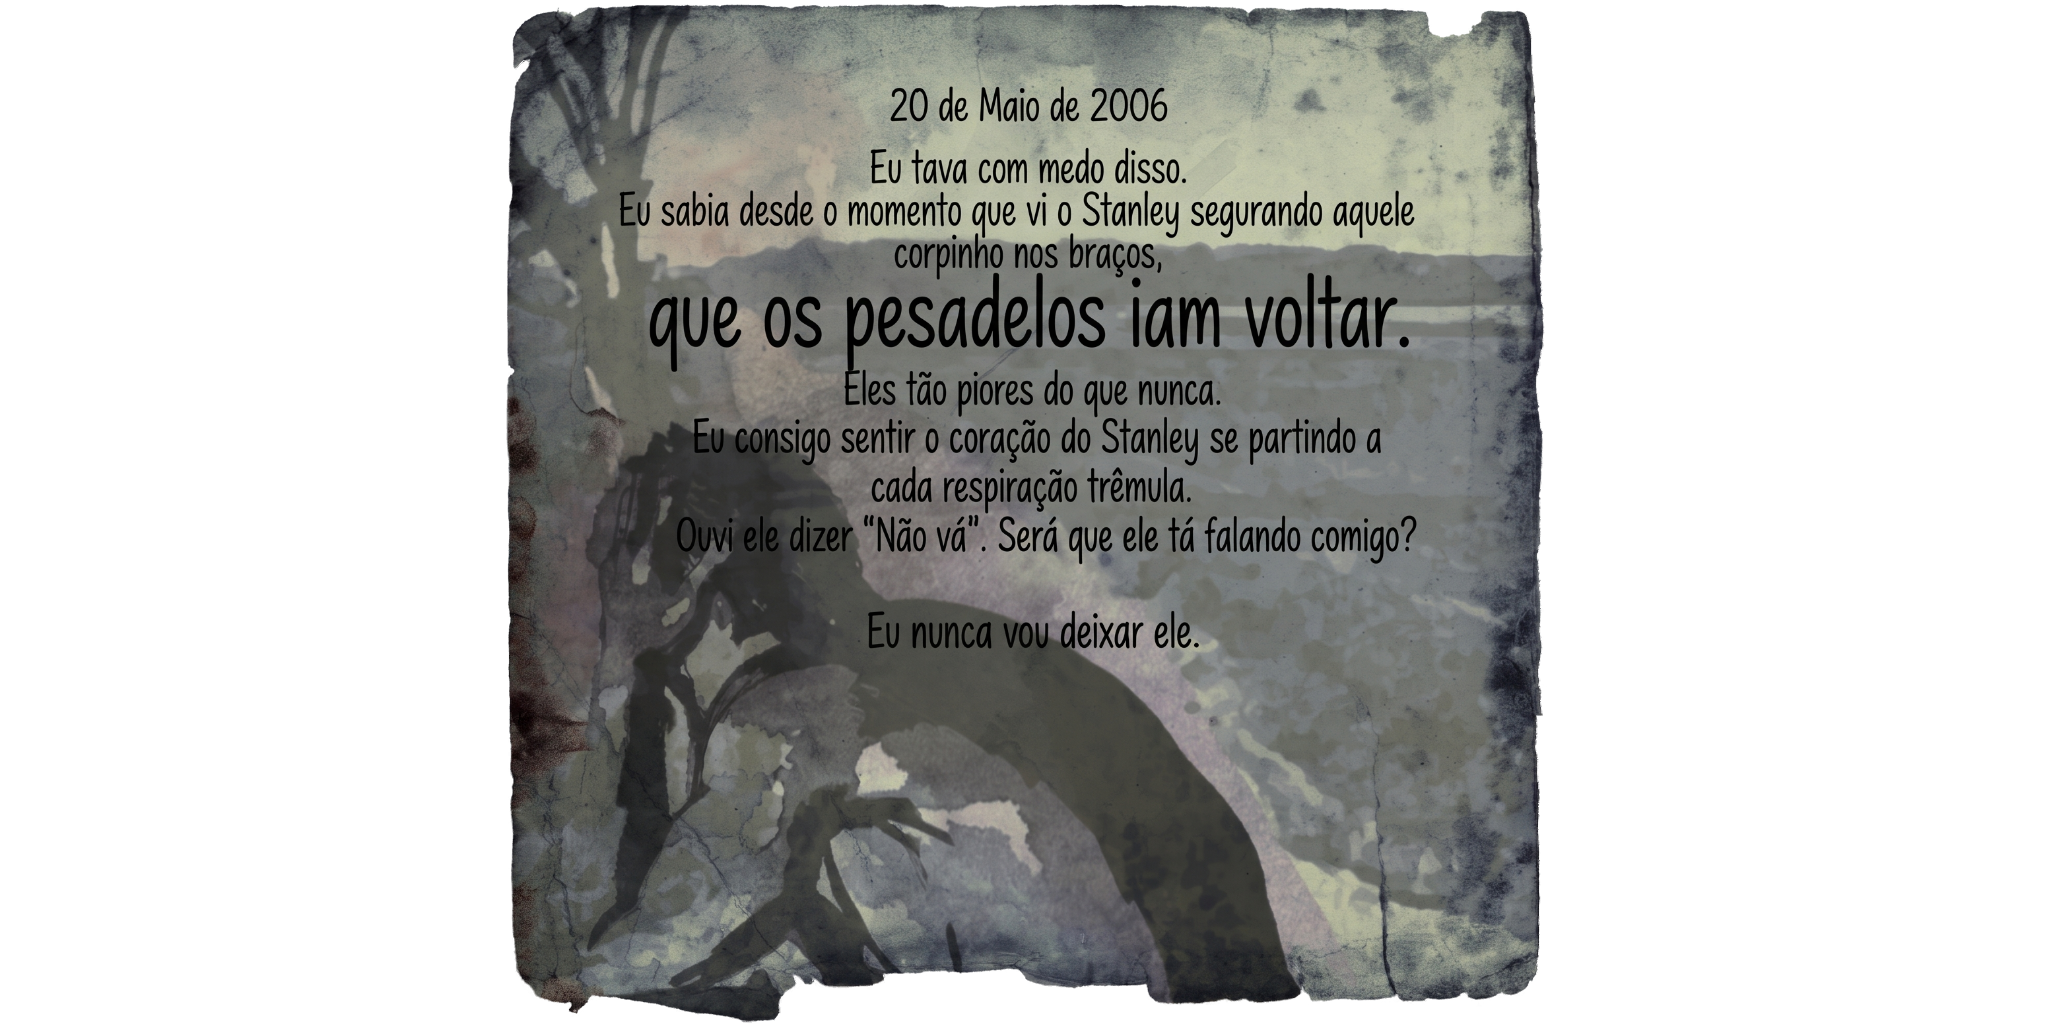 20 de Maio de 2006
Eu tava com medo disso.
Eu sabia desde o momento que vi o Stanley segurando aquele
corpinho nos braços,
que os pesadelos iam voltar.
Eles tão piores do que nunca.
Eu consigo sentir o coração do Stanley se partindo a
cada respiração trêmula.
Ouvi ele dizer “Não vá”. Será que ele tá falando comigo?
Eu nunca vou deixar ele.